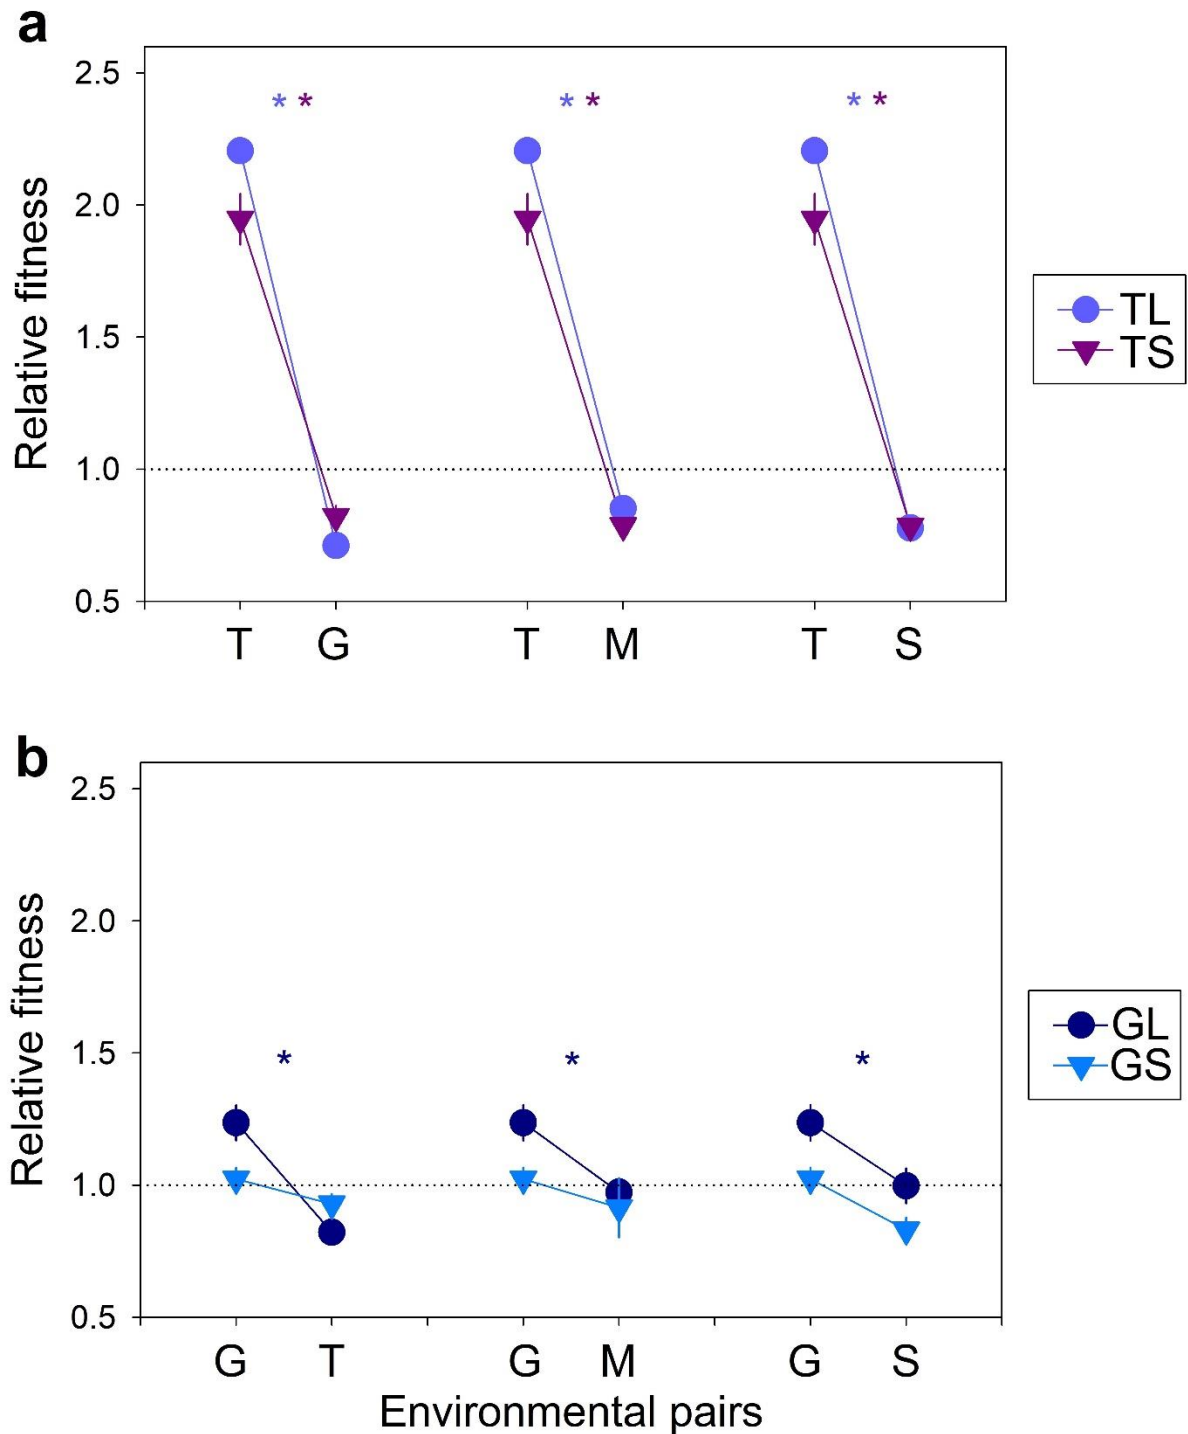 a
2.5
* *
* *
* *
2.0
1.5
1.0
0.5
Relative fitness
T G T M T S
TL
TS
b
2.5
2.0
1.5
1.0
0.5
Relative fitness
*
*
*
G T G M G S
Environmental pairs
GL
GS